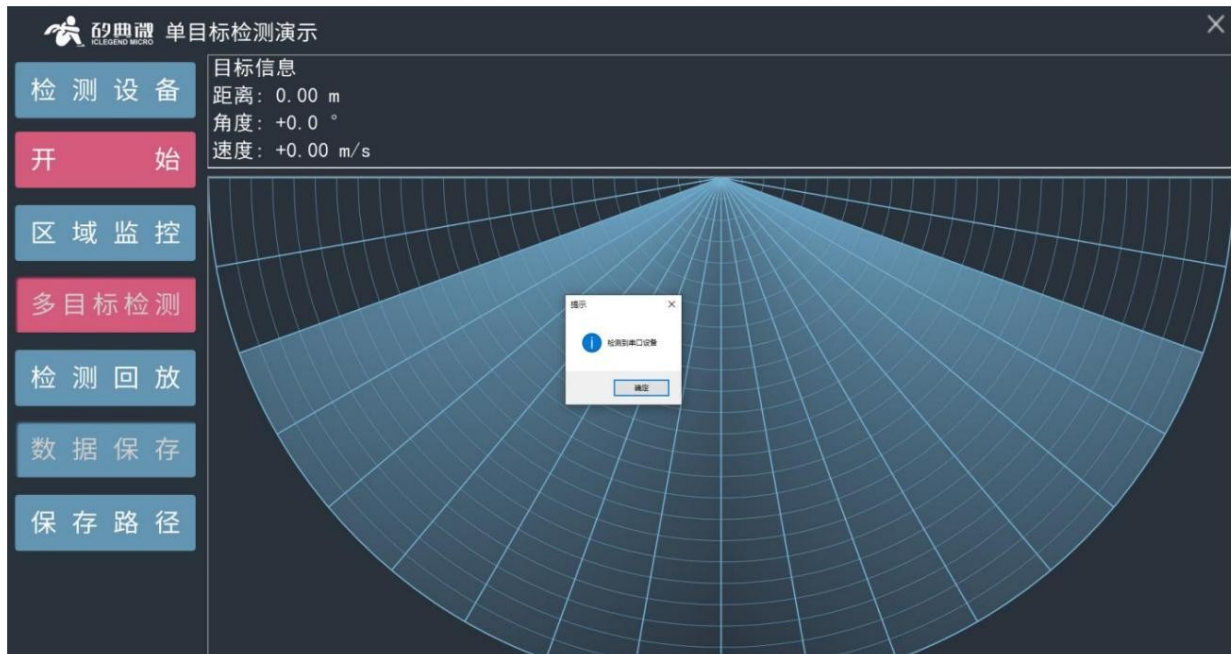 矽典微 单目标检测演示
ICLEGEND MICRO
检测设备
开始
区域监控
多目标检测
检测回放
数据保存
保存路径
目标信息
距离: 0.00 m
角度: +0.0 °
速度: +0.00 m/s
提示
检测到串口设备
确定